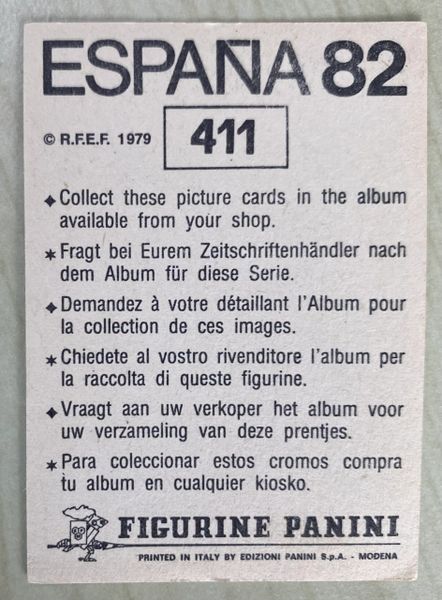 ESPAÑA 82
© R.F.E.F. 1979 411
◆ Collect these picture cards in the album
available from your shop.
✶ Fragt bei Eurem Zeitschriftenhändler nach
dem Album für diese Serie.
◆ Demandez à votre détaillant l'Album pour
la collection de ces images.
✶ Chiedete al vostro rivenditore l'album per
la raccolta di queste figurine.
◆ Vraagt aan uw verkoper het album voor
uw verzameling van deze prentjes.
✶ Para coleccionar estos cromos compra
tu album en cualquier kiosko.
FIGURINE PANINI
PRINTED IN ITALY BY EDIZIONI PANINI S.p.A. - MODENA